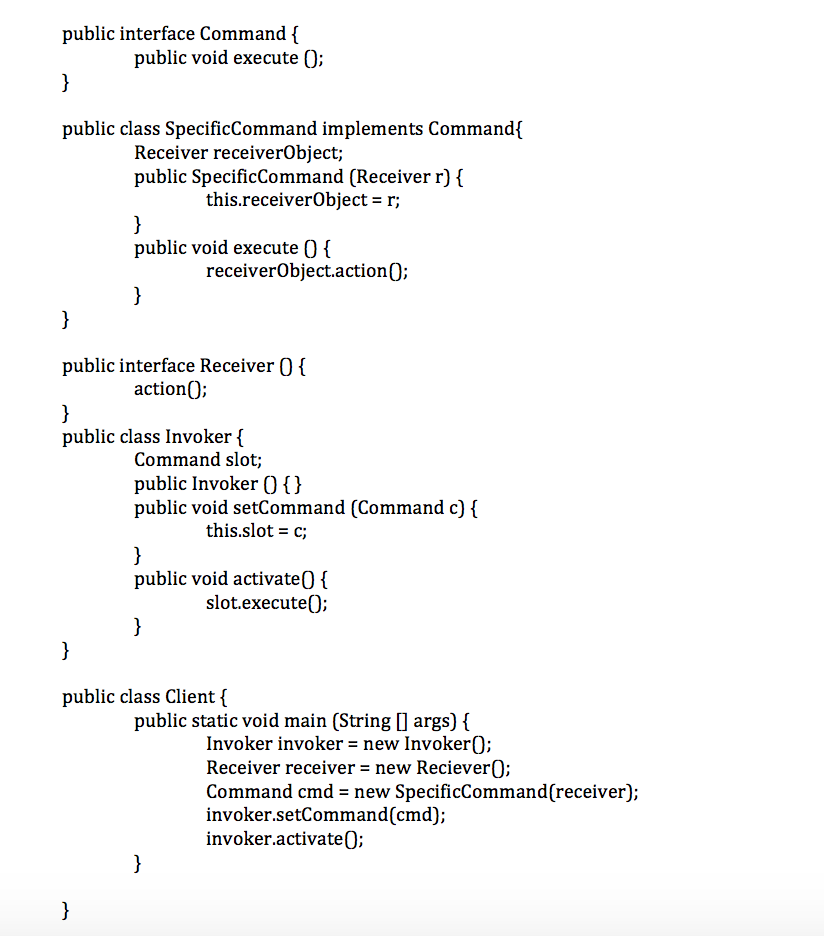 public interface Command {
public void execute ();
}
public class SpecificCommand implements Command{
Receiver receiverObject;
public SpecificCommand (Receiver r) {
this.receiverObject = r;
}
public void execute () {
receiverObject.action();
}
}
public interface Receiver () {
action();
}
public class Invoker {
Command slot;
public Invoker () { }
public void setCommand (Command c) {
this.slot = c;
}
public void activate() {
slot.execute();
}
}
public class Client {
public static void main (String [] args) {
Invoker invoker = new Invoker();
Receiver receiver = new Reciever();
Command cmd = new SpecificCommand(receiver);
invoker.setCommand(cmd);
invoker.activate();
}
}